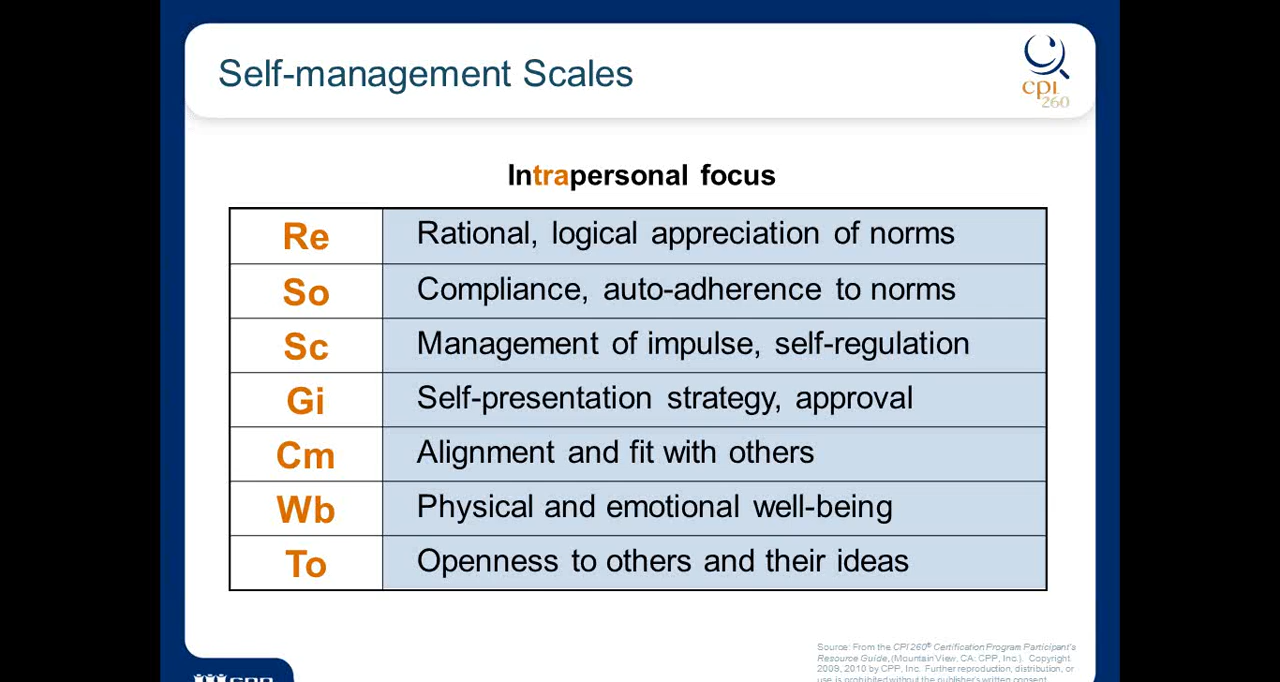 Self-management Scales
cpi
260
Intrapersonal focus
Re Rational, logical appreciation of norms
So Compliance, auto-adherence to norms
Sc Management of impulse, self-regulation
Gi Self-presentation strategy, approval
Cm Alignment and fit with others
Wb Physical and emotional well-being
To Openness to others and their ideas
Source: From the CPI 260® Certification Program Participant's
Resource Guide, (Mountain View, CA: CPP, Inc.). Copyright
2009, 2010 by CPP, Inc. Further reproduction, distribution, or
use is prohibited without the publisher's written consent.
CPP